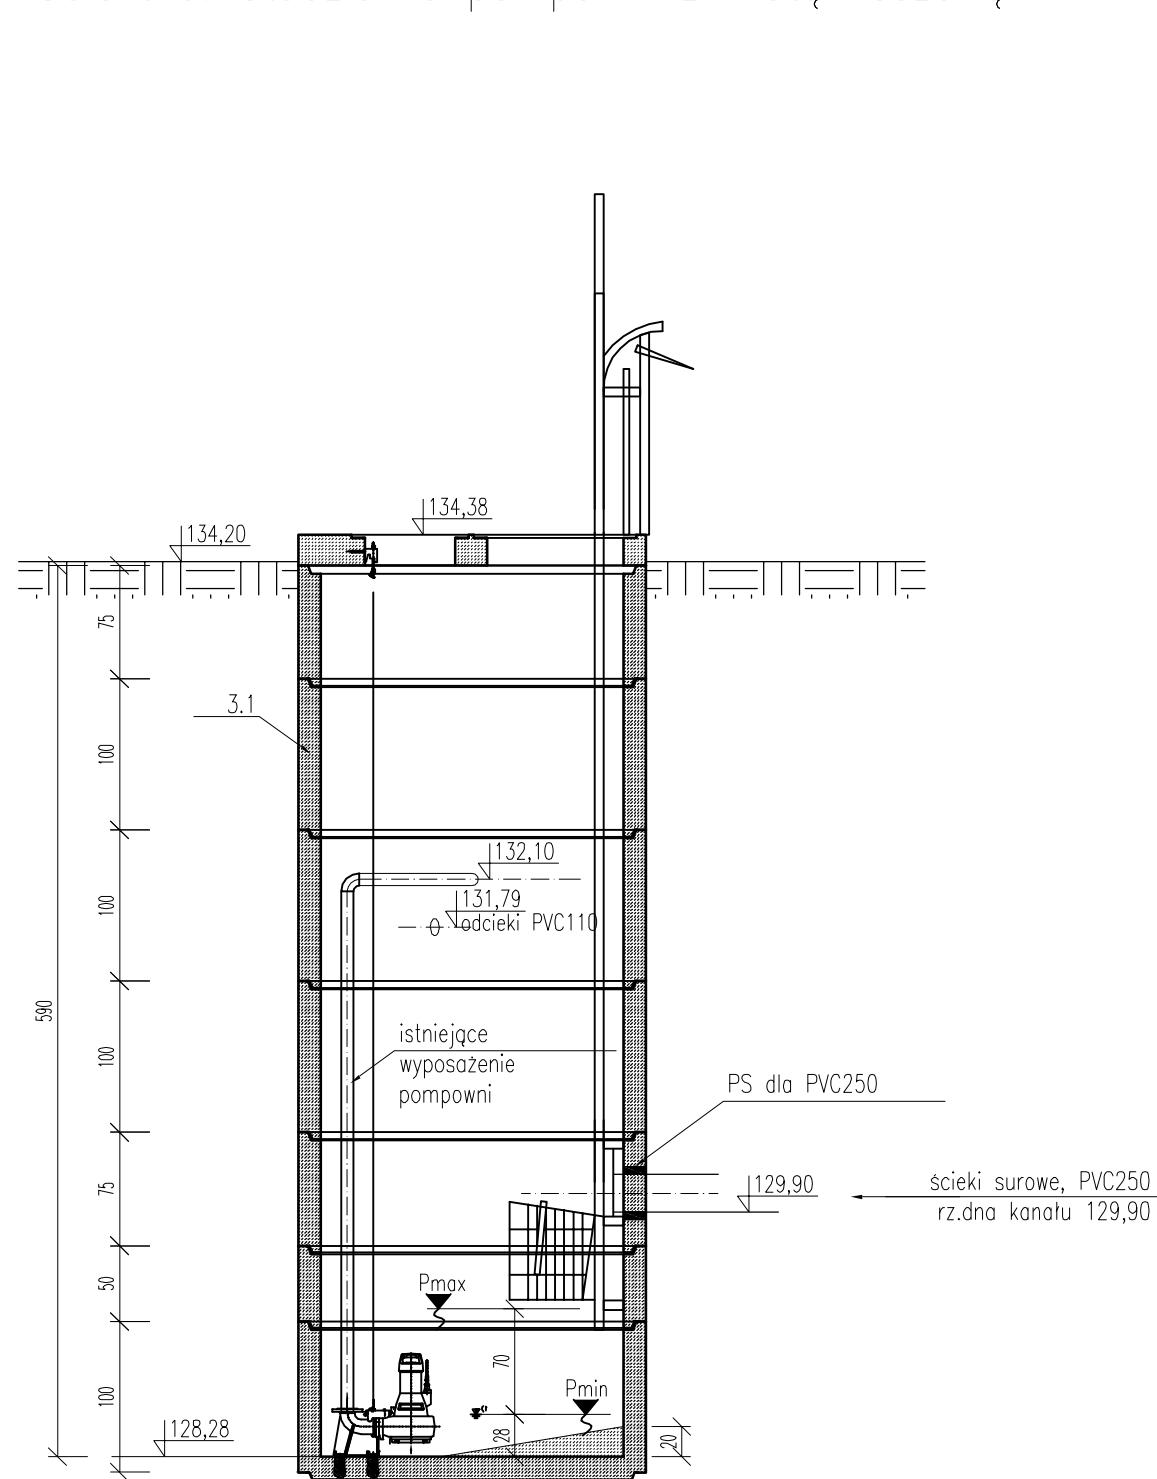 134,38
134,20
75
3.1
100
132,10
131,79
odcieki PVC110
100
590
istniejące
wyposażenie
pompowni
100
PS dla PVC250
75
129,90
ścieki surowe, PVC250
rz.dna kanału 129,90
50
Pmax
70
100
Pmin
128,28
28
20